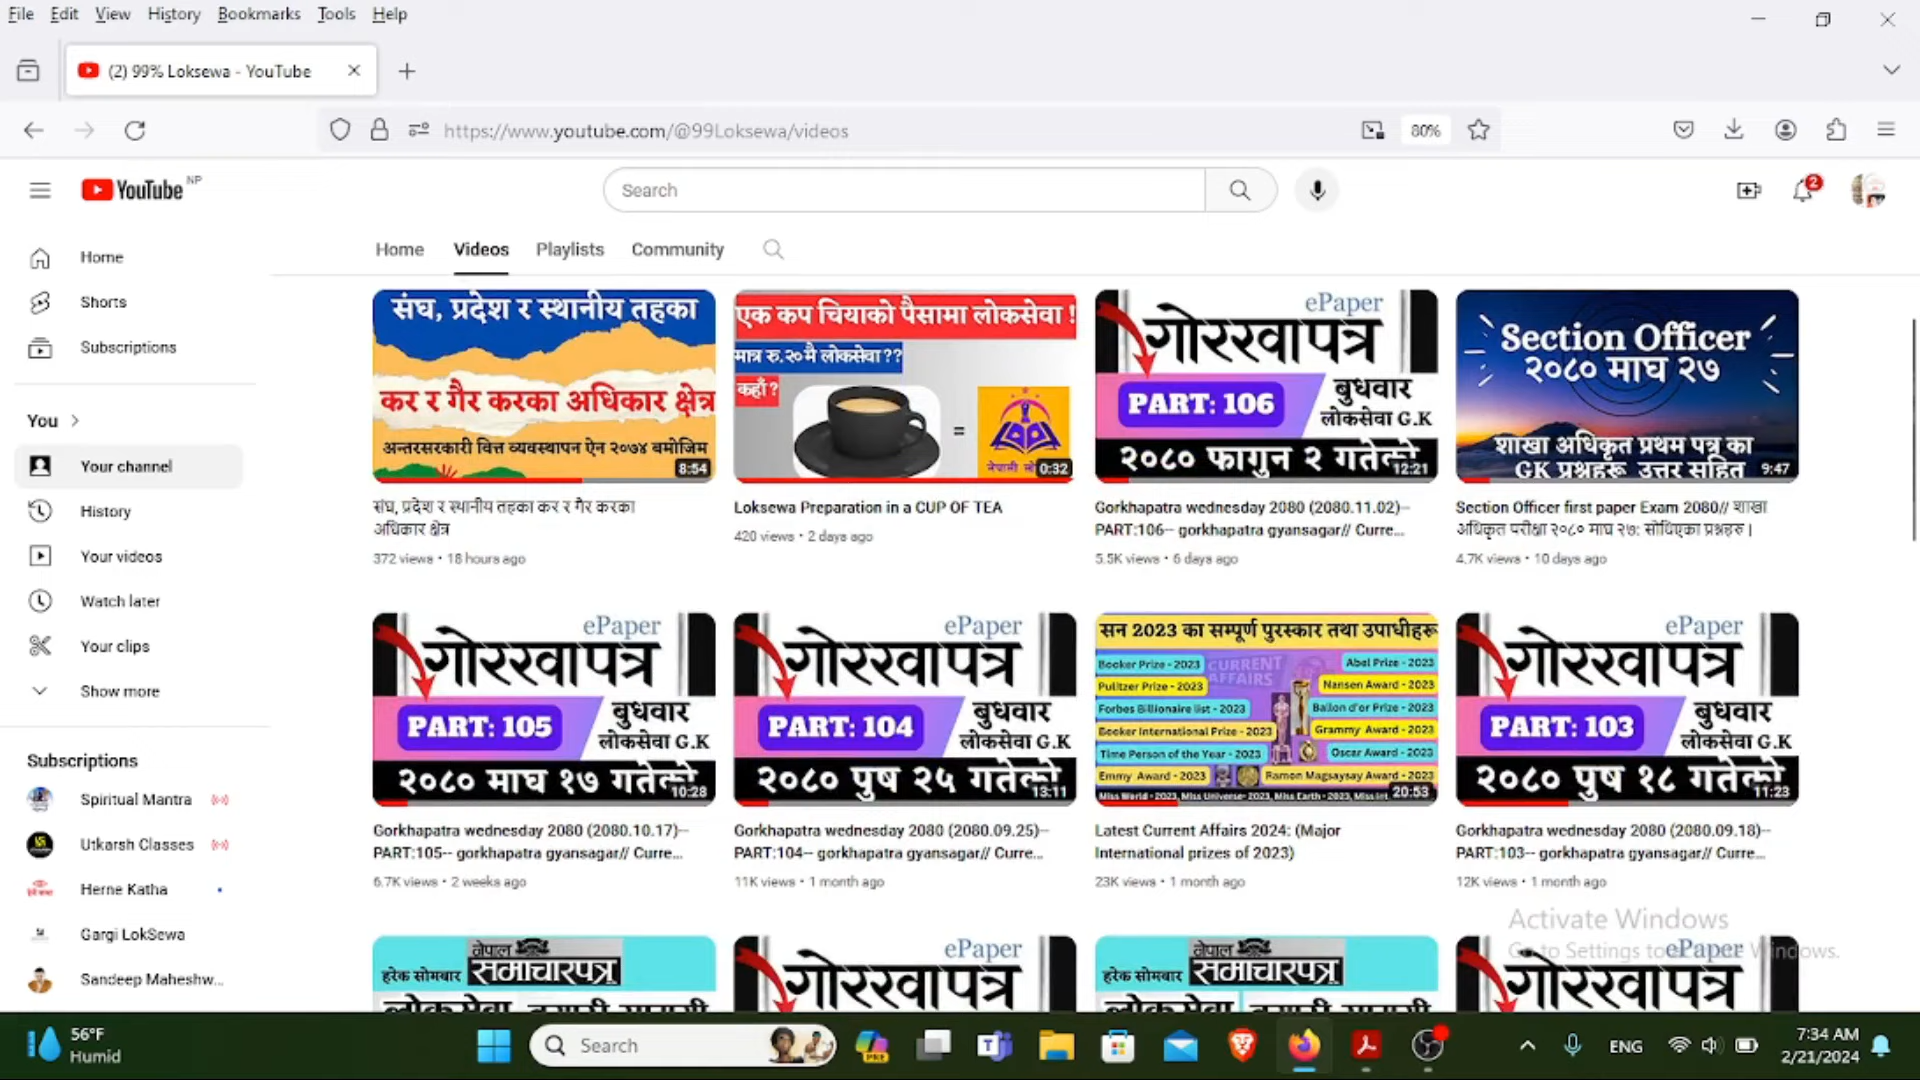 File Edit View History Bookmarks Tools Help
(2) 99% Loksewa - YouTube
https://www.youtube.com/@99Loksewa/videos
80%
YouTube NP
Search
2
Home
Shorts
Subscriptions
You
Your channel
History
Your videos
Watch later
Your clips
Show more
Subscriptions
Spiritual Mantra
Utkarsh Classes
Herne Katha
Gargi LokSewa
Sandeep Maheshw...
Home Videos Playlists Community
संघ, प्रदेश र स्थानीय तहका
कर र गैर करका अधिकार क्षेत्र
अन्तरसरकारी वित्त व्यवस्थापन ऐन २०७४ बमोजिम
8:54
संघ, प्रदेश र स्थानीय तहका कर र गैर करका
अधिकार क्षेत्र
372 views • 18 hours ago
एक कप चियाको पैसामा लोकसेवा !
मात्र रु.२०मै लोकसेवा ??
कहाँ ?
=
0:32
Loksewa Preparation in a CUP OF TEA
420 views • 2 days ago
ePaper
गोरखापत्र
PART: 106
बुधवार
लोकसेवा G.K
२०८० फागुन २ गतेको
12:21
Gorkhapatra wednesday 2080 (2080.11.02)--
PART:106-- gorkhapatra gyansagar// Curre...
5.5K views • 6 days ago
Section Officer
२०८० माघ २७
शाखा अधिकृत प्रथम पत्र का
GK प्रश्नहरू उत्तर सहित
9:47
Section Officer first paper Exam 2080// शाखा
अधिकृत परीक्षा २०८० माघ २७: सोधिएका प्रश्नहरु |
4.7K views • 10 days ago
ePaper
गोरखापत्र
PART: 105
बुधवार
लोकसेवा G.K
२०८० माघ १७ गतेको
10:28
Gorkhapatra wednesday 2080 (2080.10.17)--
PART:105-- gorkhapatra gyansagar// Curre...
6.7K views • 2 weeks ago
ePaper
गोरखापत्र
PART: 104
बुधवार
लोकसेवा G.K
२०८० पुष २५ गतेको
13:11
Gorkhapatra wednesday 2080 (2080.09.25)--
PART:104-- gorkhapatra gyansagar// Curre...
11K views • 1 month ago
सन 2023 का सम्पूर्ण पुरस्कार तथा उपाधीहरू
CURRENT AFFAIRS
Booker Prize - 2023
Abel Prize - 2023
Pulitzer Prize - 2023
Nansen Award - 2023
Forbes Billionaire list - 2023
Ballon d'or Prize - 2023
Booker International Prize - 2023
Grammy Award - 2023
Time Person of the Year - 2023
Oscar Award - 2023
Emmy Award - 2023
Ramon Magsaysay Award - 2023
Miss World - 2023, Miss Universe- 2023, Miss Earth - 2023, Miss Int
20:53
Latest Current Affairs 2024: (Major
International prizes of 2023)
23K views • 1 month ago
ePaper
गोरखापत्र
PART: 103
बुधवार
लोकसेवा G.K
२०८० पुष १८ गतेको
11:23
Gorkhapatra wednesday 2080 (2080.09.18)--
PART:103-- gorkhapatra gyansagar// Curre...
12K views • 1 month ago
Activate Windows
Go to Settings to activate Windows.
हरेक सोमबार
नेपाल
समाचारपत्र
ePaper
गोरखापत्र
हरेक सोमबार
नेपाल
समाचारपत्र
ePaper
गोरखापत्र
56°F
Humid
Search
PRE
ENG
7:34 AM
2/21/2024